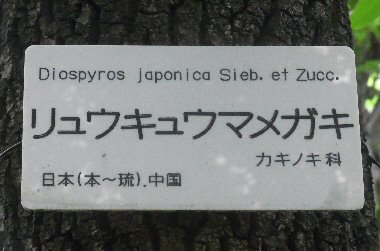 Diospyros japonica Sieb. et Zucc.
リュウキュウマメガキ
カキノキ科
日本(本～琉),中国